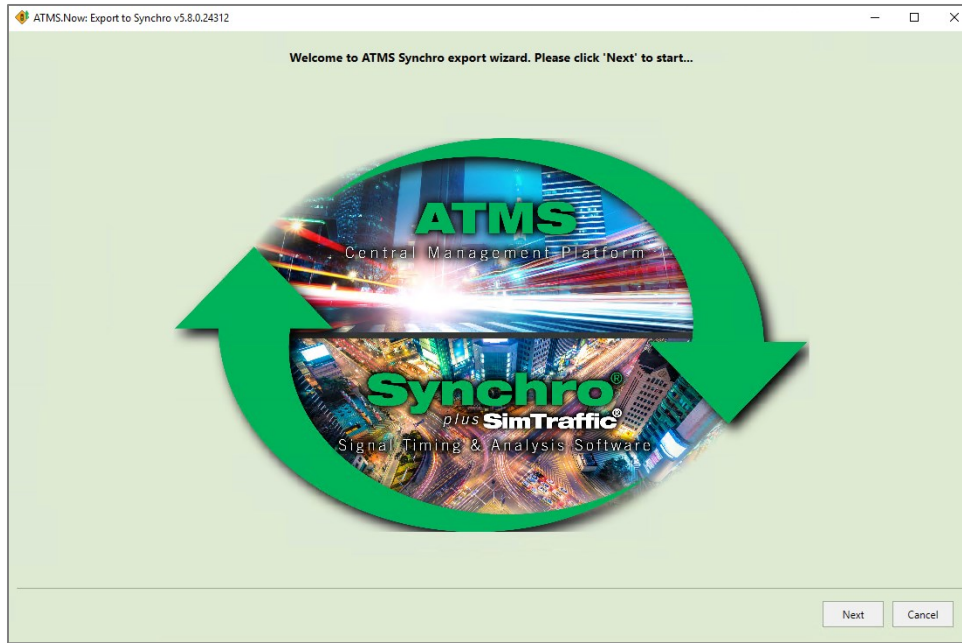 ATMS.Now: Export to Synchro v5.8.0.24312
Welcome to ATMS Synchro export wizard. Please click 'Next' to start...
ATMS
Central Management Platform
Synchro®
plus SimTraffic®
Signal Timing & Analysis Software
Next
Cancel